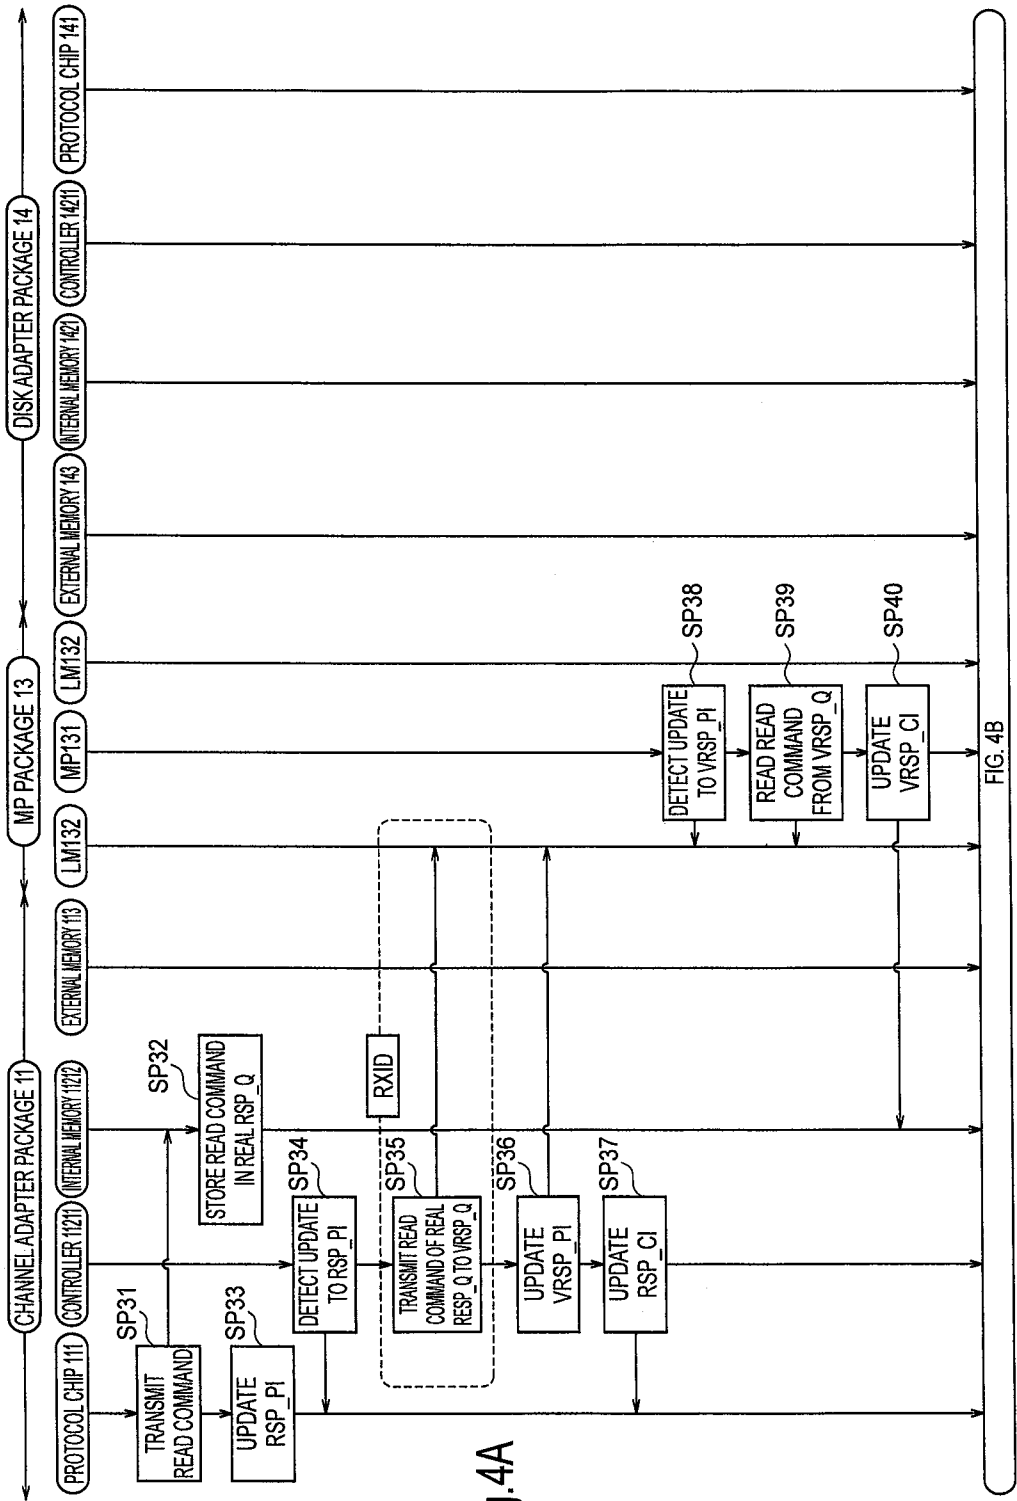 CHANNEL ADAPTER PACKAGE 11
MP PACKAGE 13
DISK ADAPTER PACKAGE 14
PROTOCOL CHIP 111
CONTROLLER 11211
INTERNAL MEMORY 11212
EXTERNAL MEMORY 113
LM132
MP131
LM132
EXTERNAL MEMORY 143
INTERNAL MEMORY 1421
CONTROLLER 14211
PROTOCOL CHIP 141
SP31
TRANSMIT
READ COMMAND
SP32
STORE READ COMMAND
IN REAL RSP_Q
SP33
UPDATE
RSP_PI
SP34
DETECT UPDATE
TO RSP_PI
RXID
SP35
TRANSMIT READ
COMMAND OF REAL
RESP_Q TO VRSP_Q
SP36
UPDATE
VRSP_PI
SP37
UPDATE
RSP_CI
SP38
DETECT UPDATE
TO VRSP_PI
SP39
READ READ
COMMAND
FROM VRSP_Q
SP40
UPDATE
VRSP_CI
FIG. 4B
.4A